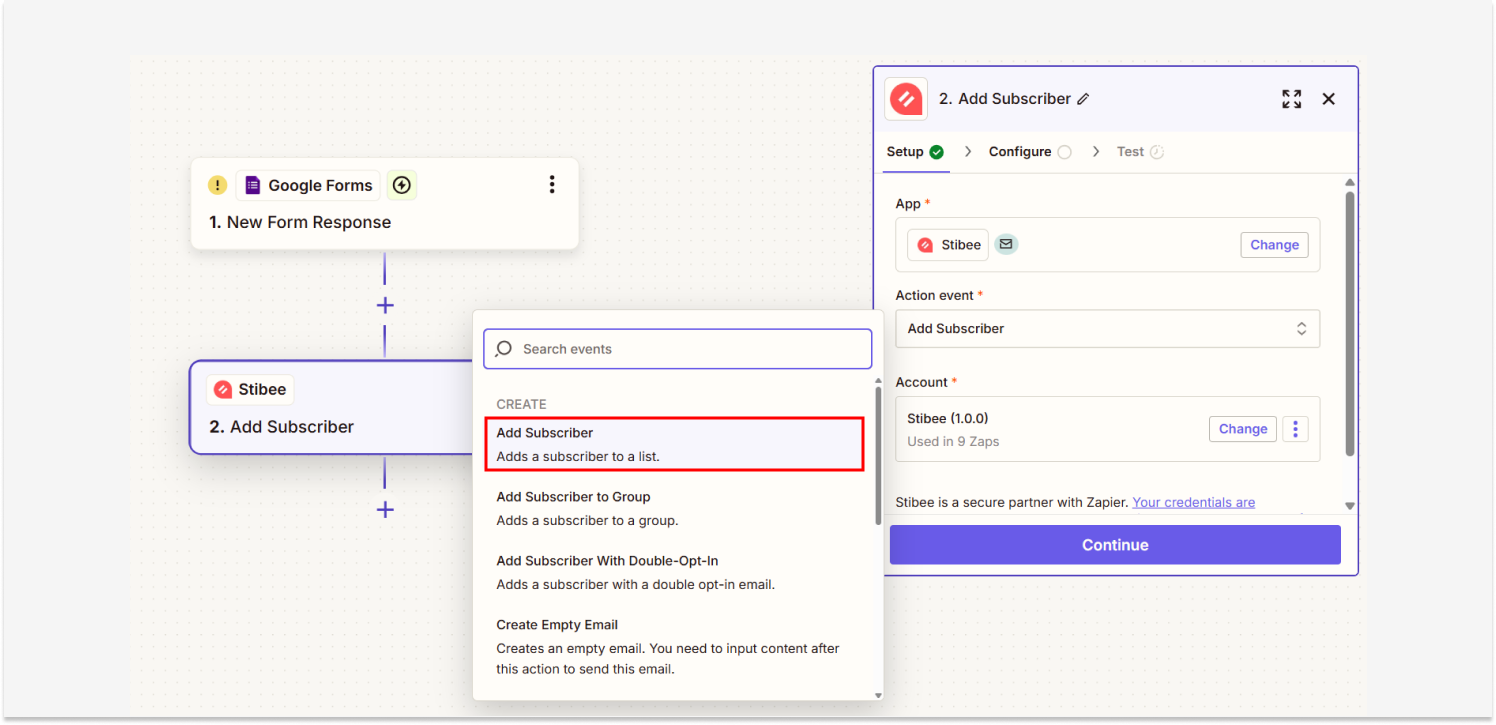 Google Forms
1. New Form Response
Stibee
2. Add Subscriber
Search events
CREATE
Add Subscriber
Adds a subscriber to a list.
Add Subscriber to Group
Adds a subscriber to a group.
Add Subscriber With Double-Opt-In
Adds a subscriber with a double opt-in email.
Create Empty Email
Creates an empty email. You need to input content after
this action to send this email.
2. Add Subscriber
Setup Configure Test
App *
Stibee Change
Action event *
Add Subscriber
Account *
Stibee (1.0.0)
Used in 9 Zaps
Change
Stibee is a secure partner with Zapier. Your credentials are
Continue